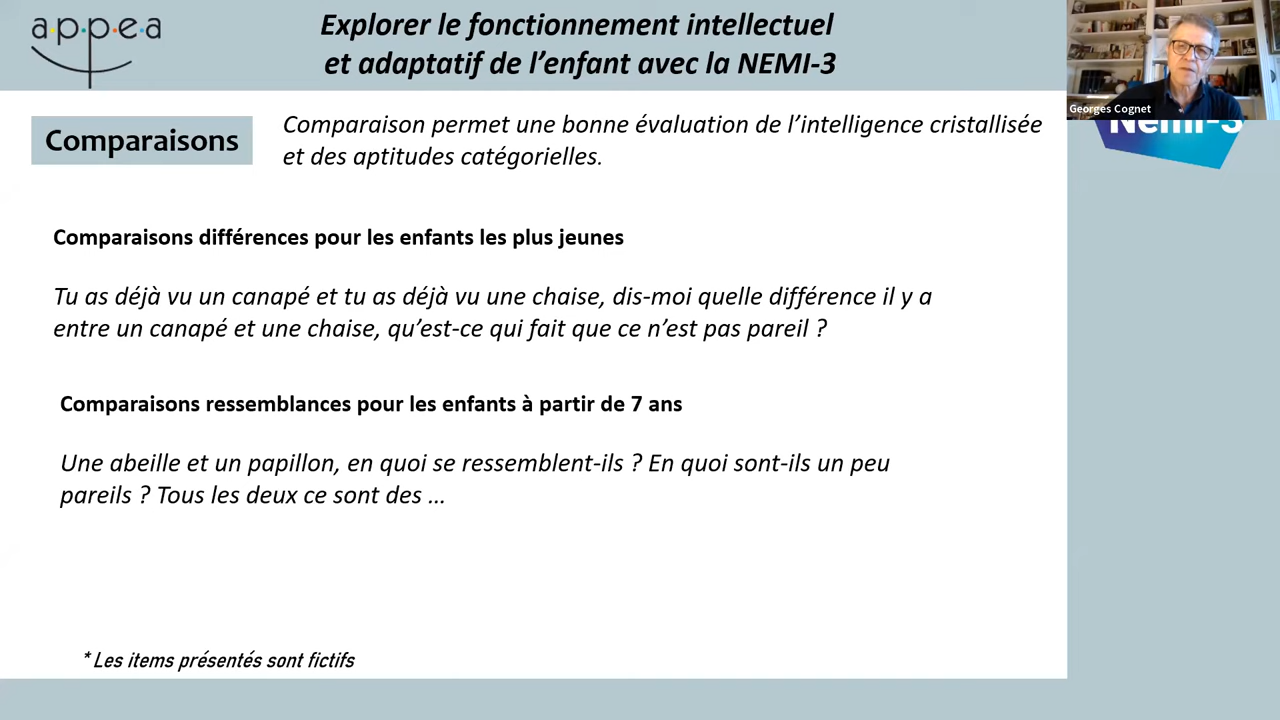 a·p·p·e·a
Explorer le fonctionnement intellectuel
et adaptatif de l'enfant avec la NEMI-3
Georges Cognet
Nemi-3
Comparaisons
Comparaison permet une bonne évaluation de l'intelligence cristallisée
et des aptitudes catégorielles.
Comparaisons différences pour les enfants les plus jeunes
Tu as déjà vu un canapé et tu as déjà vu une chaise, dis-moi quelle différence il y a
entre un canapé et une chaise, qu'est-ce qui fait que ce n'est pas pareil ?
Comparaisons ressemblances pour les enfants à partir de 7 ans
Une abeille et un papillon, en quoi se ressemblent-ils ? En quoi sont-ils un peu
pareils ? Tous les deux ce sont des ...
* Les items présentés sont fictifs